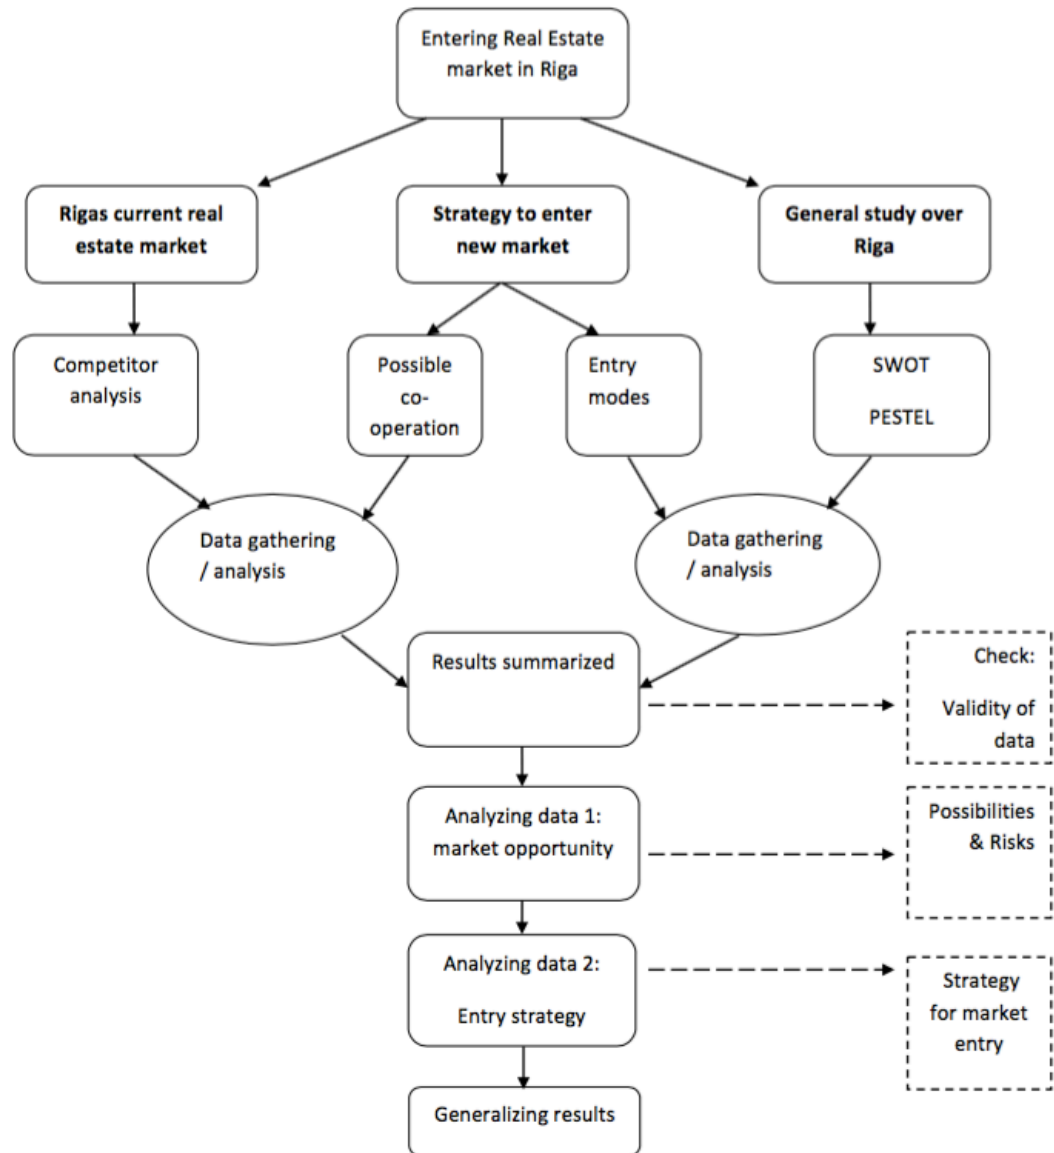 Entering Real Estate
market in Riga
Rigas current real
estate market
Strategy to enter
new market
General study over
Riga
Competitor
analysis
Possible
co-
operation
Entry
modes
SWOT
PESTEL
Data gathering
/ analysis
Data gathering
/ analysis
Results summarized
Check:
Validity of
data
Analyzing data 1:
market opportunity
Possibilities
& Risks
Analyzing data 2:
Entry strategy
Strategy
for market
entry
Generalizing results